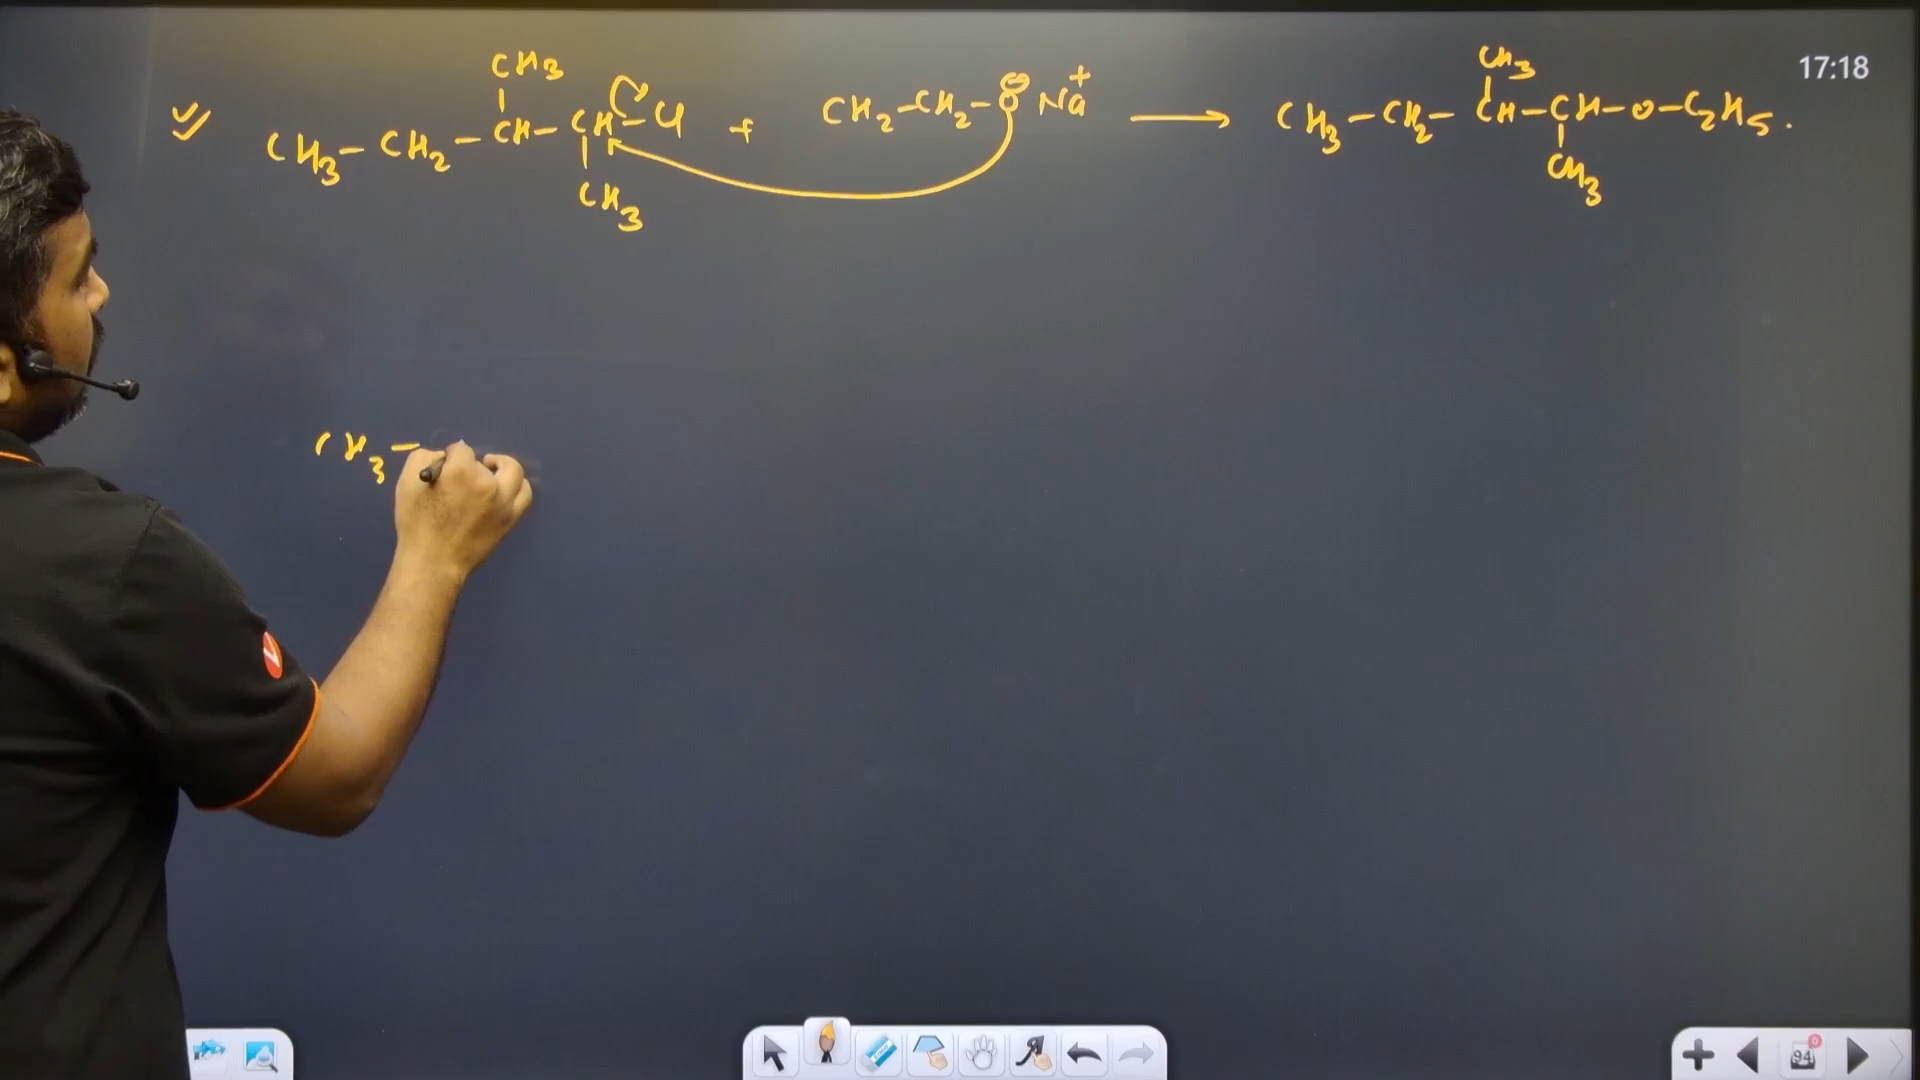 17:18
CH3-CH2-CH(CH3)-CH(CH3)-Cl + CH2-CH2-O⊖ Na+ → CH3-CH2-CH(CH3)-CH(CH3)-O-C2H5.
CH3-
94